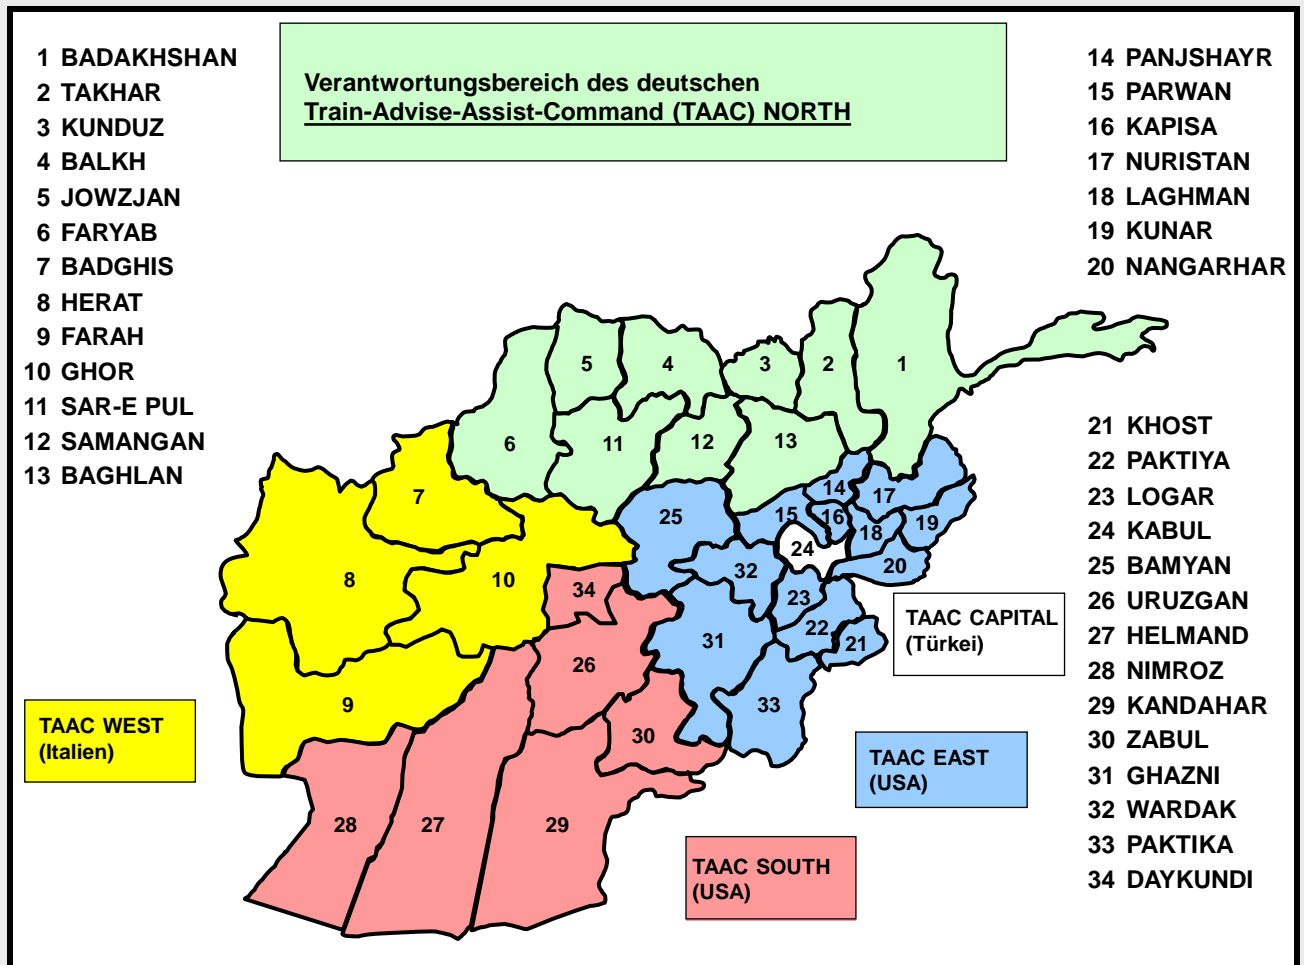 1 BADAKHSHAN
2 TAKHAR
3 KUNDUZ
4 BALKH
5 JOWZJAN
6 FARYAB
7 BADGHIS
8 HERAT
9 FARAH
10 GHOR
11 SAR-E PUL
12 SAMANGAN
13 BAGHLAN
Verantwortungsbereich des deutschen
Train-Advise-Assist-Command (TAAC) NORTH
14 PANJSHAYR
15 PARWAN
16 KAPISA
17 NURISTAN
18 LAGHMAN
19 KUNAR
20 NANGARHAR
21 KHOST
22 PAKTIYA
23 LOGAR
24 KABUL
25 BAMYAN
26 URUZGAN
27 HELMAND
28 NIMROZ
29 KANDAHAR
30 ZABUL
31 GHAZNI
32 WARDAK
33 PAKTIKA
34 DAYKUNDI
5
4
3
2
1
6
11
12
13
7
25
14
17
15
16
19
18
24
20
8
10
34
32
23
31
22
21
26
9
33
30
28
27
29
TAAC CAPITAL
(Türkei)
TAAC WEST
(Italien)
TAAC EAST
(USA)
TAAC SOUTH
(USA)